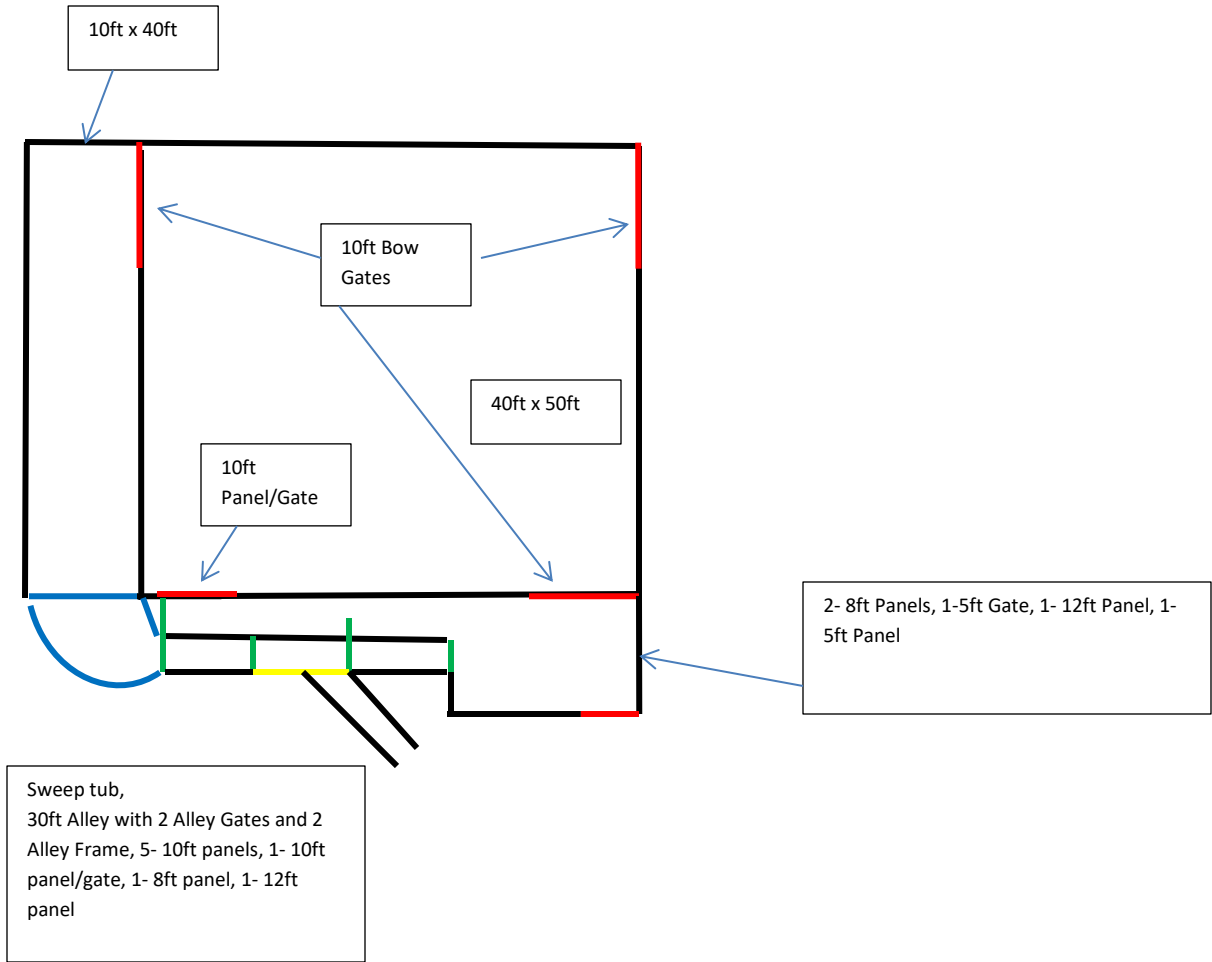 10ft x 40ft
10ft Bow
Gates
40ft x 50ft
10ft
Panel/Gate
2- 8ft Panels, 1-5ft Gate, 1- 12ft Panel, 1-
5ft Panel
Sweep tub,
30ft Alley with 2 Alley Gates and 2
Alley Frame, 5- 10ft panels, 1- 10ft
panel/gate, 1- 8ft panel, 1- 12ft
panel